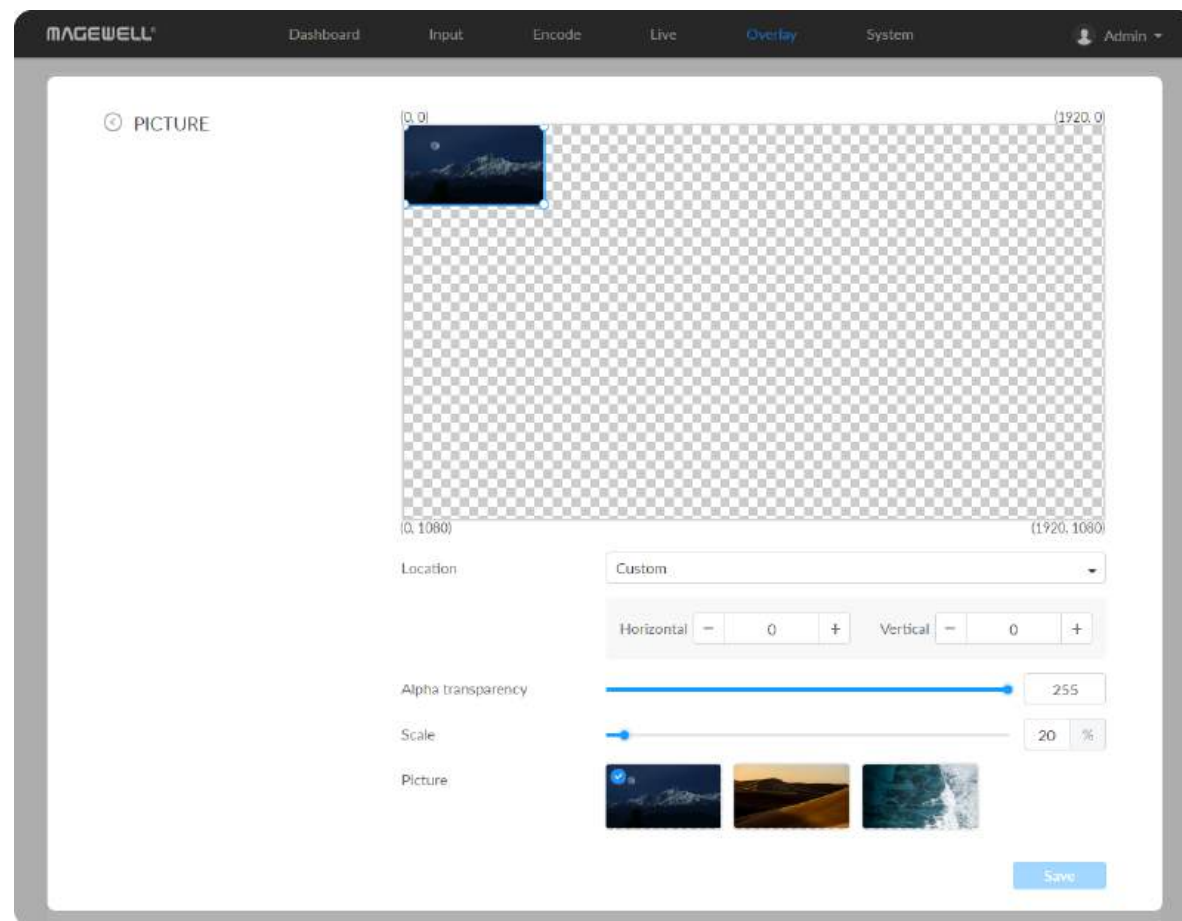 MAGEWELL®
Dashboard Input Encode Live Overlay System Admin
PICTURE
(0, 0) (1920, 0)
(0, 1080) (1920, 1080)
Location Custom
Horizontal − 0 + Vertical − 0 +
Alpha transparency 255
Scale 20 %
Picture
Save